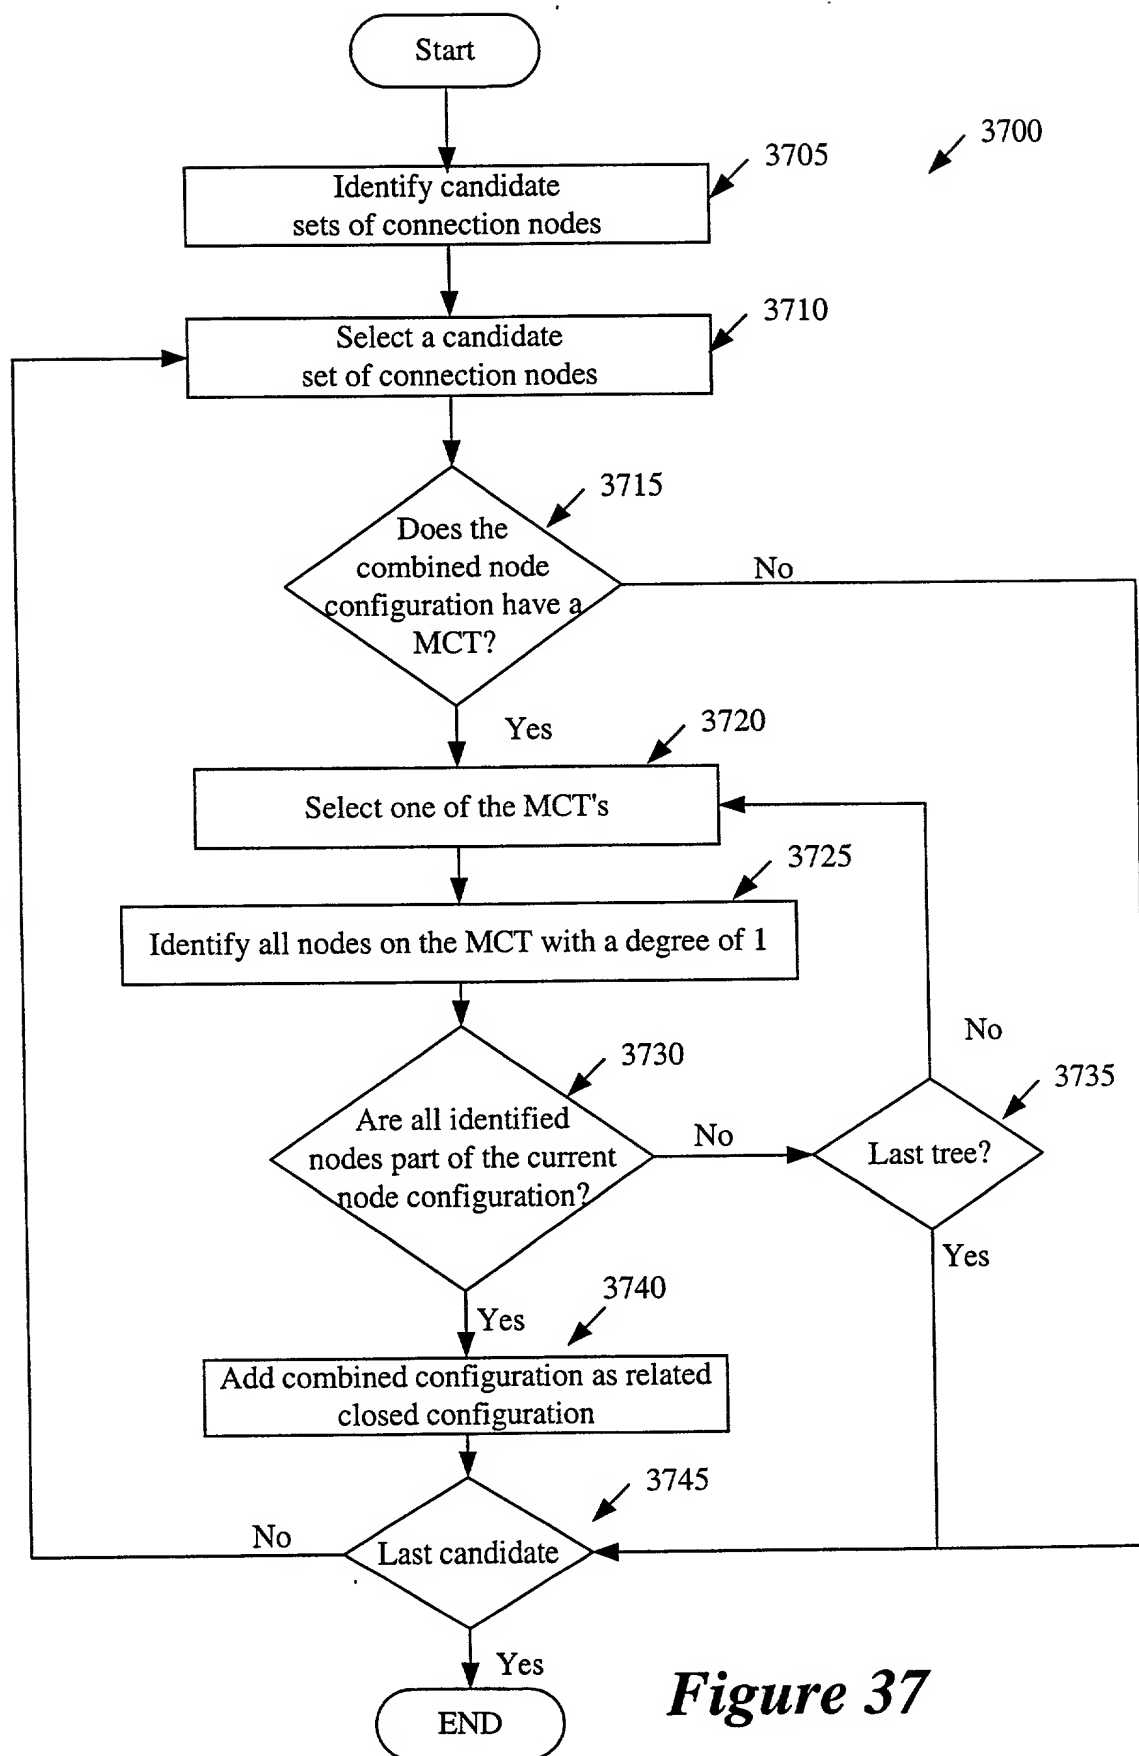 Start
3700
3705
Identify candidate
sets of connection nodes
3710
Select a candidate
set of connection nodes
3715
Does the
combined node
configuration have a
MCT?
No
Yes
3720
Select one of the MCT's
3725
Identify all nodes on the MCT with a degree of 1
3730
Are all identified
nodes part of the current
node configuration?
No
No
3735
Last tree?
Yes
3740
Yes
Add combined configuration as related
closed configuration
3745
Last candidate
No
Yes
END
Figure 37